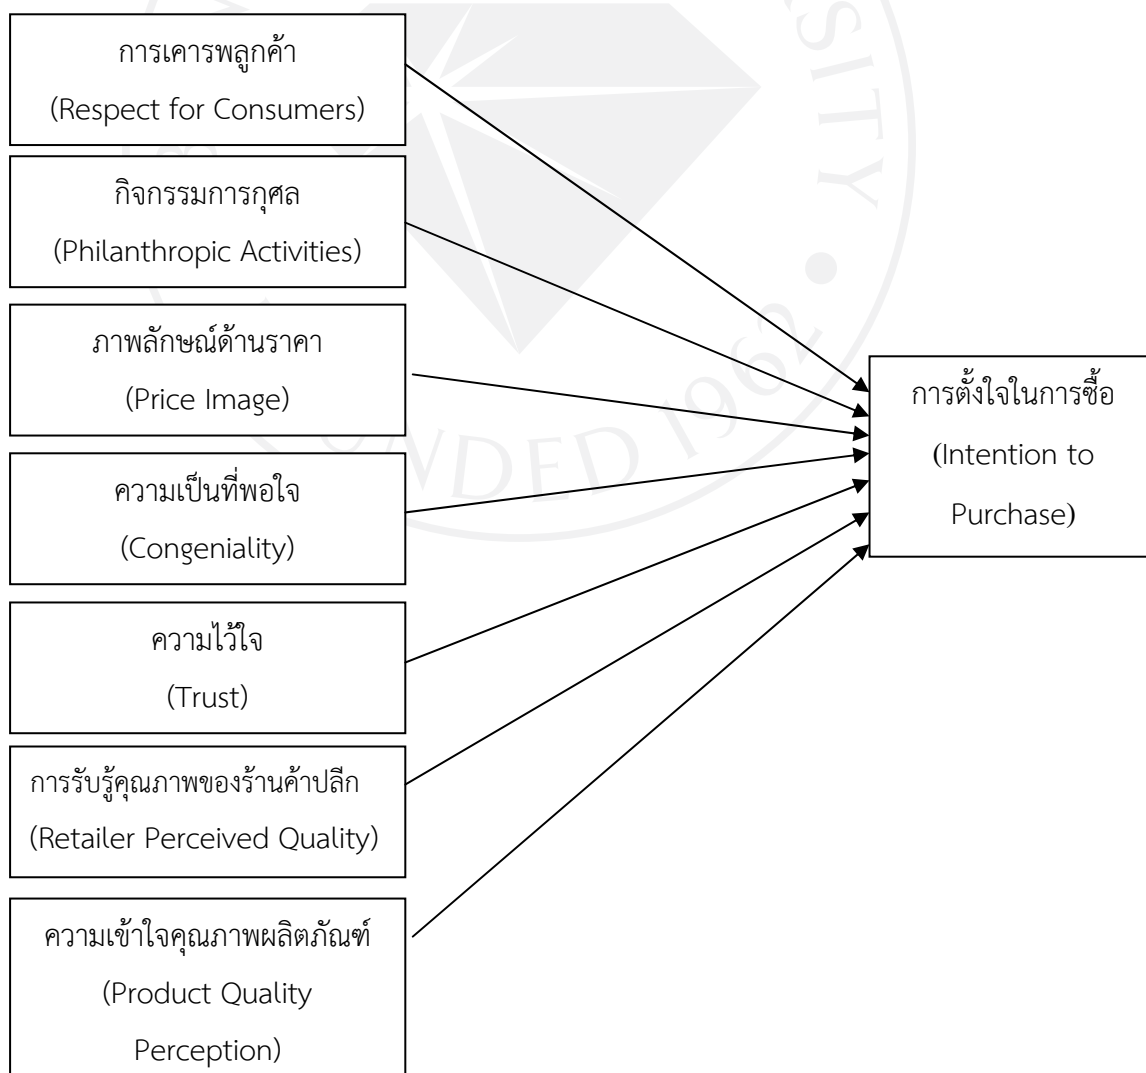 การเคารพลูกค้า
(Respect for Consumers)
กิจกรรมการกุศล
(Philanthropic Activities)
ภาพลักษณ์ด้านราคา
(Price Image)
ความเป็นที่พอใจ
(Congeniality)
ความไว้ใจ
(Trust)
การรับรู้คุณภาพของร้านค้าปลีก
(Retailer Perceived Quality)
ความเข้าใจคุณภาพผลิตภัณฑ์
(Product Quality
Perception)
การตั้งใจในการซื้อ
(Intention to
Purchase)
1962